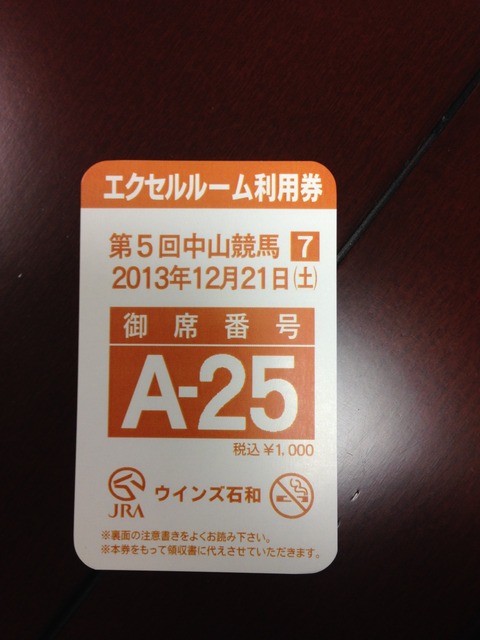 エクセルルーム利用券
第5回中山競馬 7
2013年12月21日(土)
御席番号
A-25
税込 ¥1,000
JRA ウインズ石和
※裏面の注意書きをよくお読み下さい。
※本券をもって領収書に代えさせていただきます。